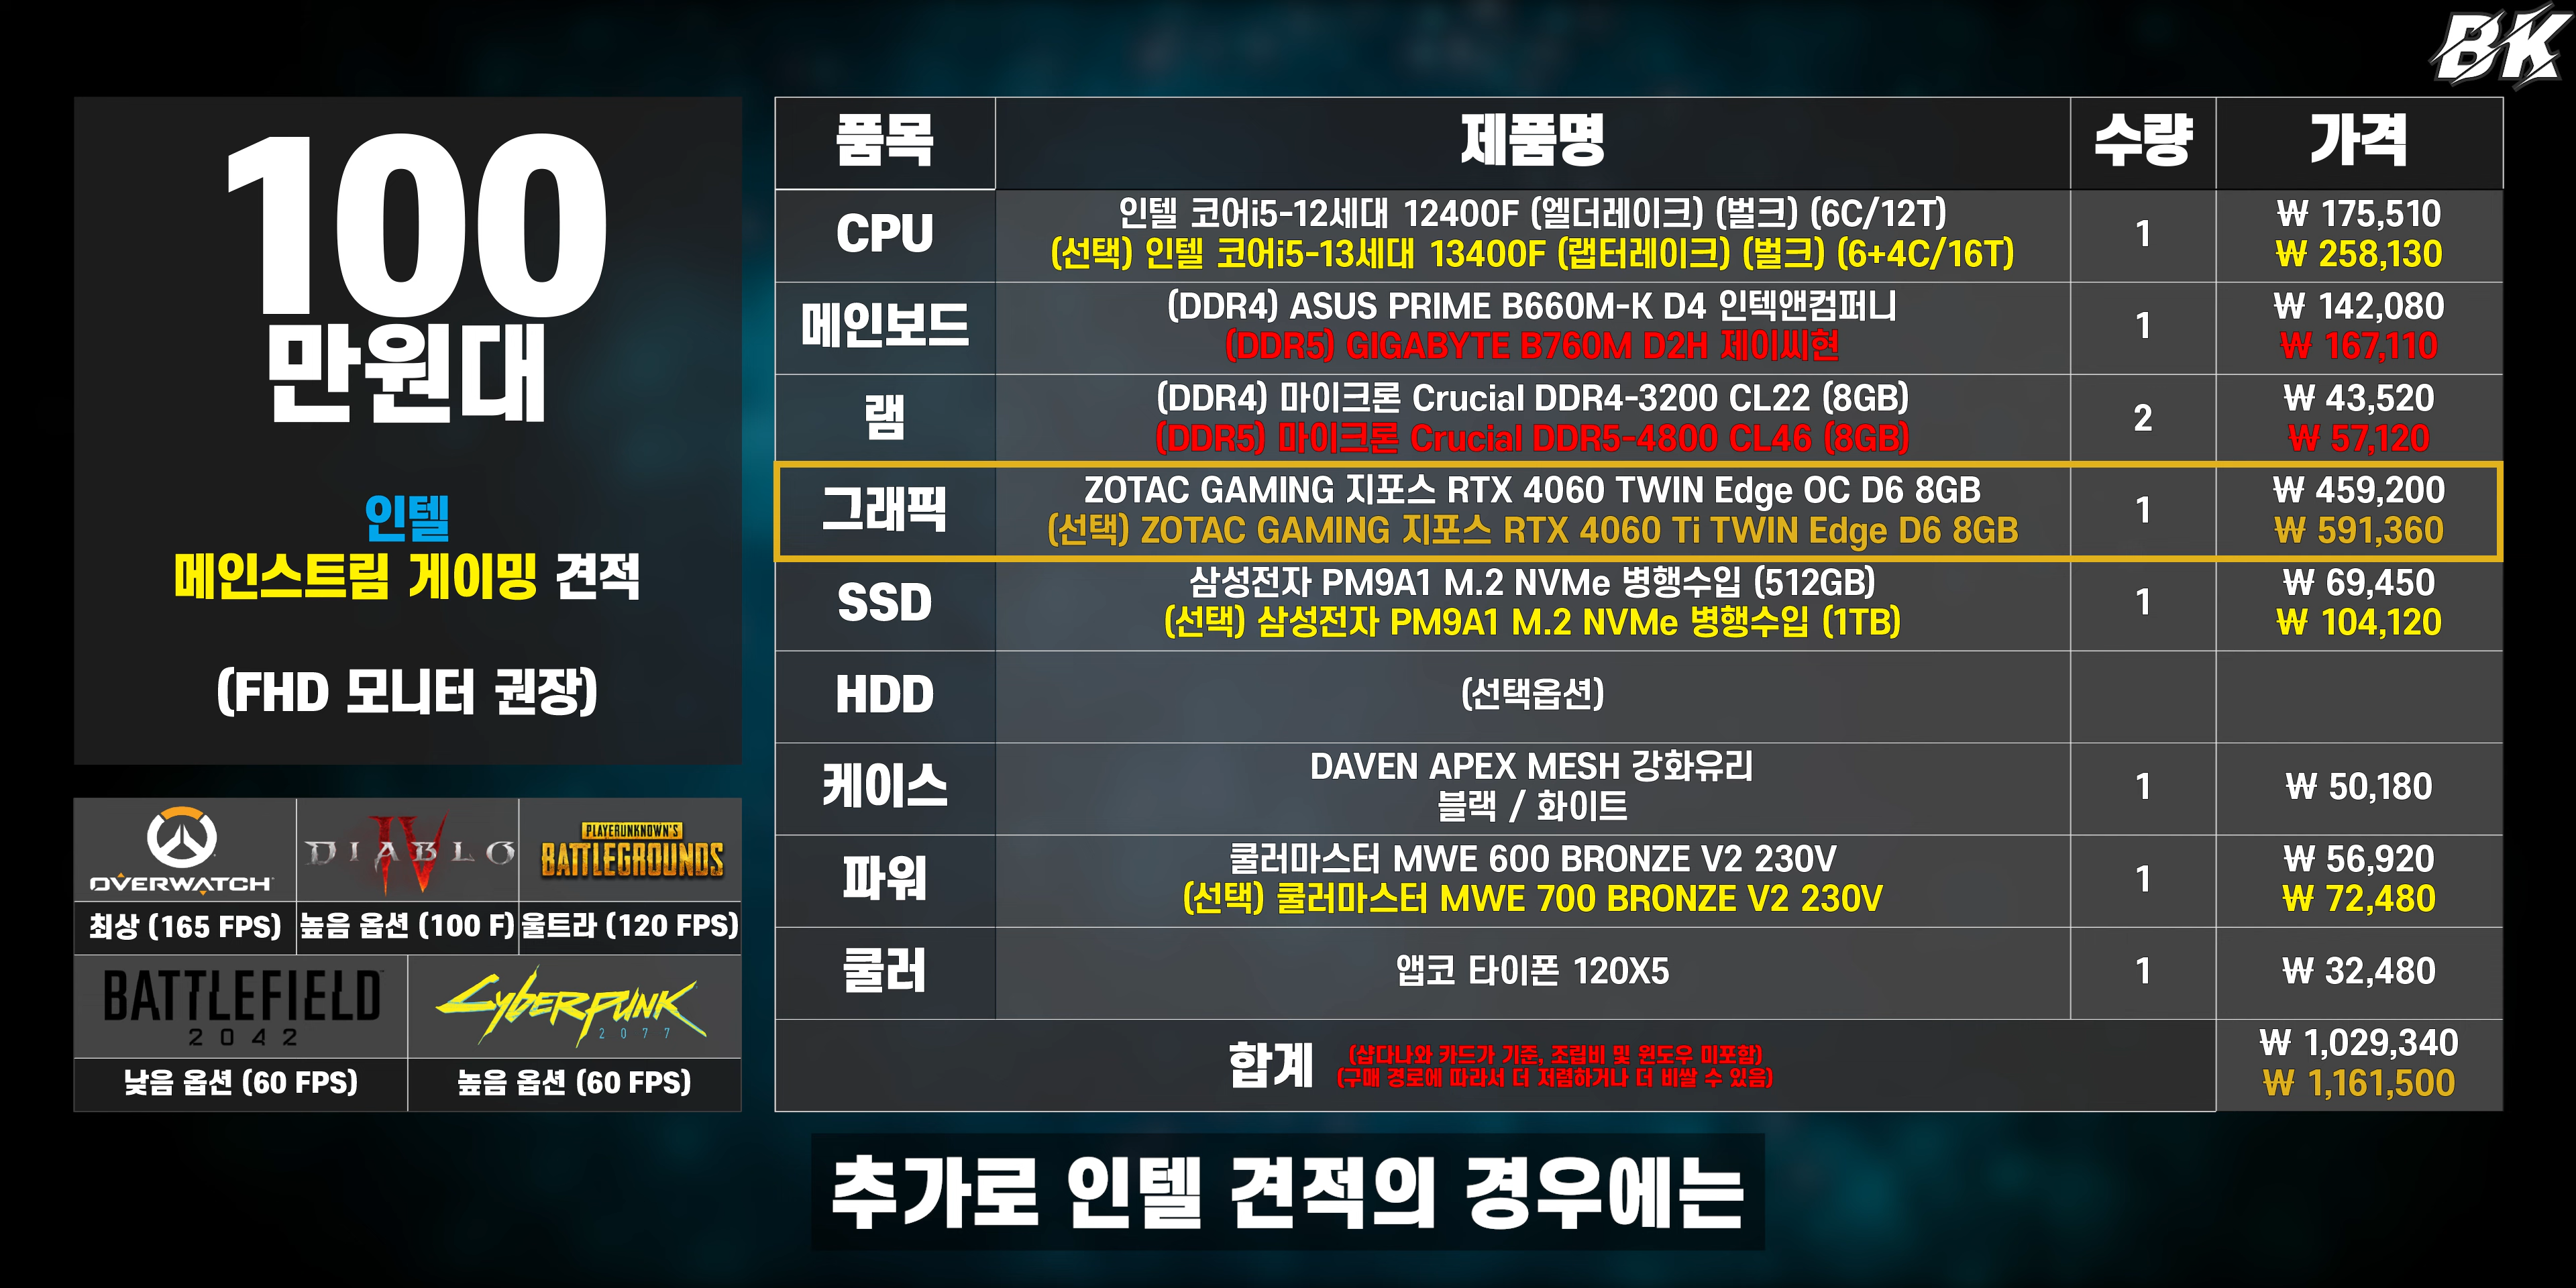 BK
100
만원대
인텔
메인스트림 게이밍 견적
(FHD 모니터 권장)
OVERWATCH
DIABLO IV
PLAYERUNKNOWN'S
BATTLEGROUNDS
최상 (165 FPS) 높음 옵션 (100 F) 울트라 (120 FPS)
BATTLEFIELD
2042
Cyberpunk
2077
낮음 옵션 (60 FPS) 높음 옵션 (60 FPS)
품목 제품명 수량 가격
CPU
인텔 코어i5-12세대 12400F (엘더레이크) (벌크) (6C/12T)
(선택) 인텔 코어i5-13세대 13400F (랩터레이크) (벌크) (6+4C/16T)
1
₩ 175,510
₩ 258,130
메인보드
(DDR4) ASUS PRIME B660M-K D4 인텍앤컴퍼니
(DDR5) GIGABYTE B760M D2H 제이씨현
1
₩ 142,080
₩ 167,110
램
(DDR4) 마이크론 Crucial DDR4-3200 CL22 (8GB)
(DDR5) 마이크론 Crucial DDR5-4800 CL46 (8GB)
2
₩ 43,520
₩ 57,120
그래픽
ZOTAC GAMING 지포스 RTX 4060 TWIN Edge OC D6 8GB
(선택) ZOTAC GAMING 지포스 RTX 4060 Ti TWIN Edge D6 8GB
1
₩ 459,200
₩ 591,360
SSD
삼성전자 PM9A1 M.2 NVMe 병행수입 (512GB)
(선택) 삼성전자 PM9A1 M.2 NVMe 병행수입 (1TB)
1
₩ 69,450
₩ 104,120
HDD
(선택옵션)
케이스
DAVEN APEX MESH 강화유리
블랙 / 화이트
1
₩ 50,180
파워
쿨러마스터 MWE 600 BRONZE V2 230V
(선택) 쿨러마스터 MWE 700 BRONZE V2 230V
1
₩ 56,920
₩ 72,480
쿨러
앱코 타이폰 120X5
1
₩ 32,480
합계
(샵다나와 카드가 기준, 조립비 및 윈도우 미포함)
(구매 경로에 따라서 더 저렴하거나 더 비쌀 수 있음)
₩ 1,029,340
₩ 1,161,500
추가로 인텔 견적의 경우에는